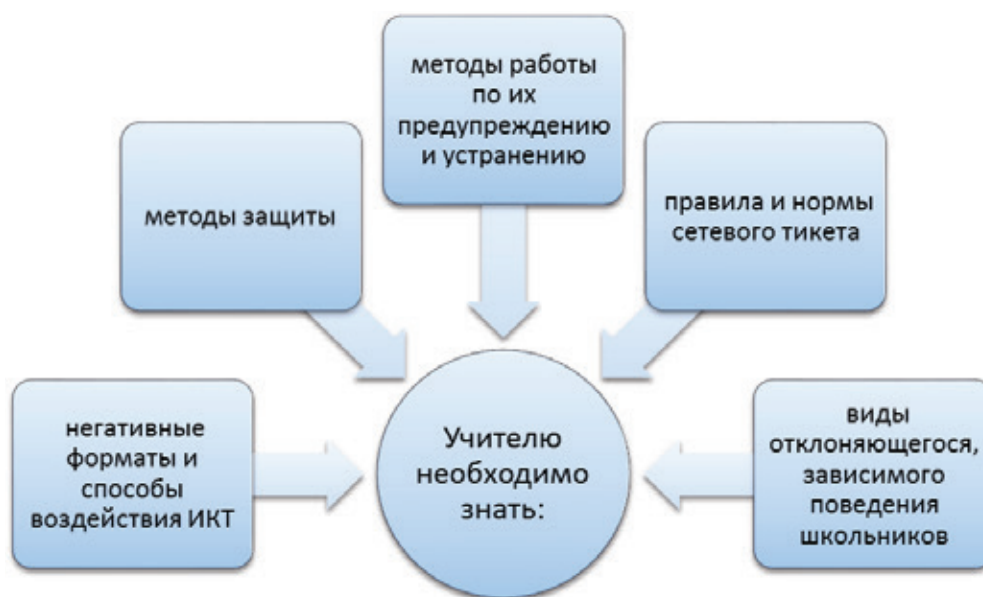 методы работы
по их
предупреждению
и устранению
методы защиты
правила и нормы
сетевого тикета
негативные
форматы и
способы
воздействия ИКТ
Учителю
необходимо
знать:
виды
отклоняющегося,
зависимого
поведения
школьников